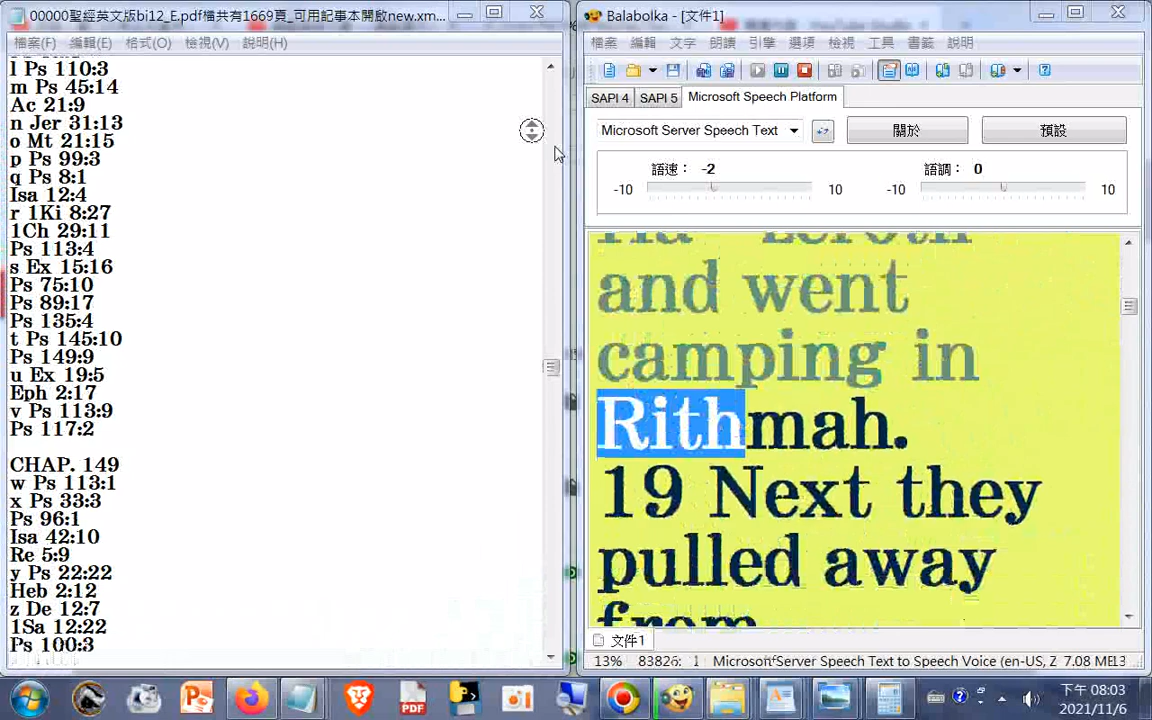 00000聖經英文版bi12_E.pdf檔共有1669頁_可用記事本開啟new.xm...
檔案(F) 編輯(E) 格式(O) 檢視(V) 說明(H)
l Ps 110:3
m Ps 45:14
Ac 21:9
n Jer 31:13
o Mt 21:15
p Ps 99:3
q Ps 8:1
Isa 12:4
r 1Ki 8:27
1Ch 29:11
Ps 113:4
s Ex 15:16
Ps 75:10
Ps 89:17
Ps 135:4
t Ps 145:10
Ps 149:9
u Ex 19:5
Eph 2:17
v Ps 113:9
Ps 117:2
CHAP. 149
w Ps 113:1
x Ps 33:3
Ps 96:1
Isa 42:10
Re 5:9
y Ps 22:22
Heb 2:12
z De 12:7
1Sa 12:22
Ps 100:3
Balabolka - [文件1]
檔案 編輯 文字 朗讀 引擎 選項 檢視 工具 書籤 說明
SAPI 4 SAPI 5 Microsoft Speech Platform
Microsoft Server Speech Text 關於 預設
語速： -2 語調： 0
-10 10 -10 10
and went
camping in
Rithmah.
19 Next they
pulled away
from
文件1
13% 83826: 1 Microsoft Server Speech Text to Speech Voice (en-US, Z 7.08 ME
PDF
下午 08:03
2021/11/6